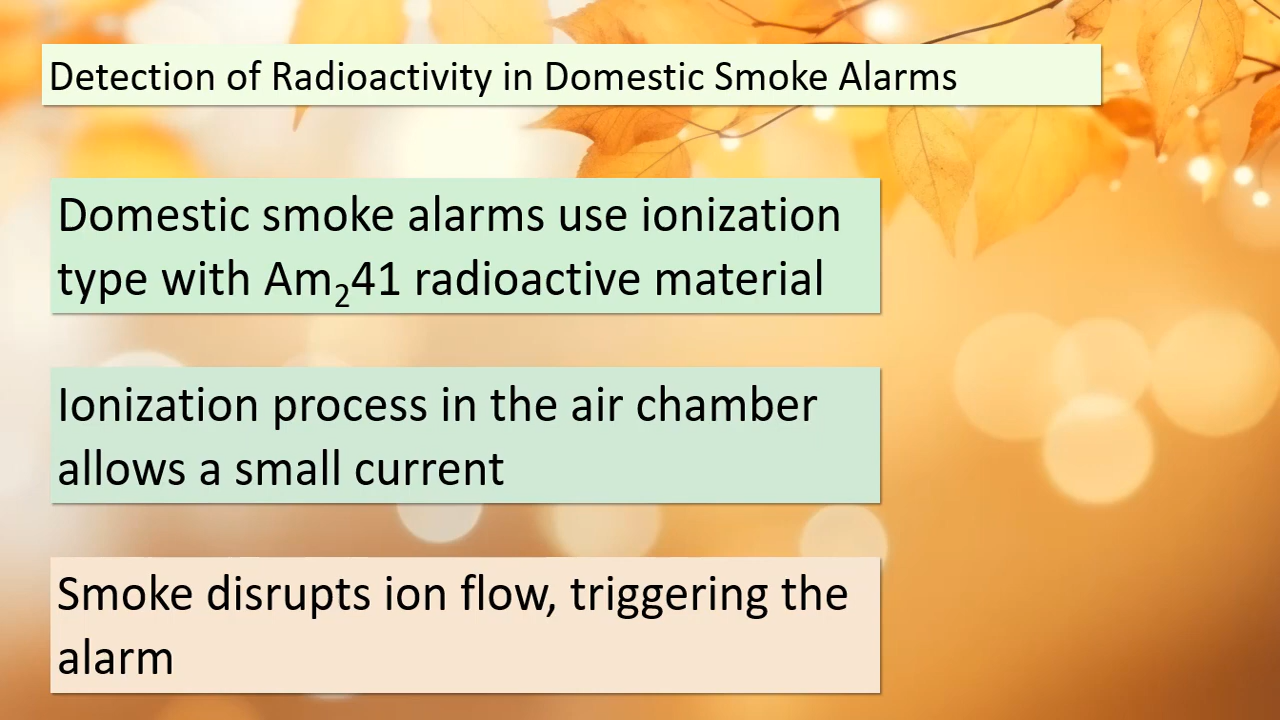 Detection of Radioactivity in Domestic Smoke Alarms
Domestic smoke alarms use ionization
type with Am₂41 radioactive material
Ionization process in the air chamber
allows a small current
Smoke disrupts ion flow, triggering the
alarm